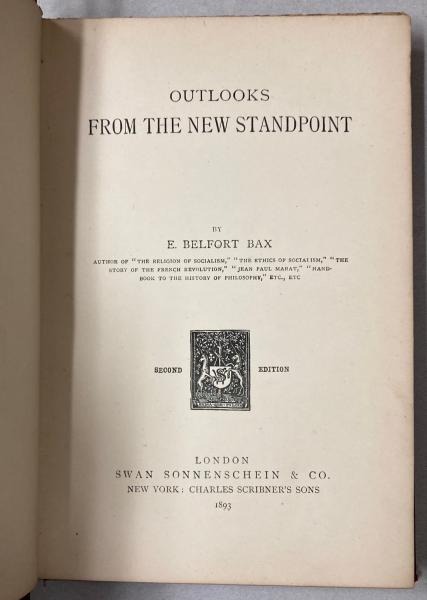 OUTLOOKS
FROM THE NEW STANDPOINT
BY
E. BELFORT BAX
AUTHOR OF "THE RELIGION OF SOCIALISM," "THE ETHICS OF SOCIALISM," "THE
STORY OF THE FRENCH REVOLUTION," "JEAN PAUL MARAT," "HAND-
BOOK TO THE HISTORY OF PHILOSOPHY," ETC., ETC
SECOND EDITION
LONDON
SWAN SONNENSCHEIN & CO.
NEW YORK: CHARLES SCRIBNER'S SONS
1893